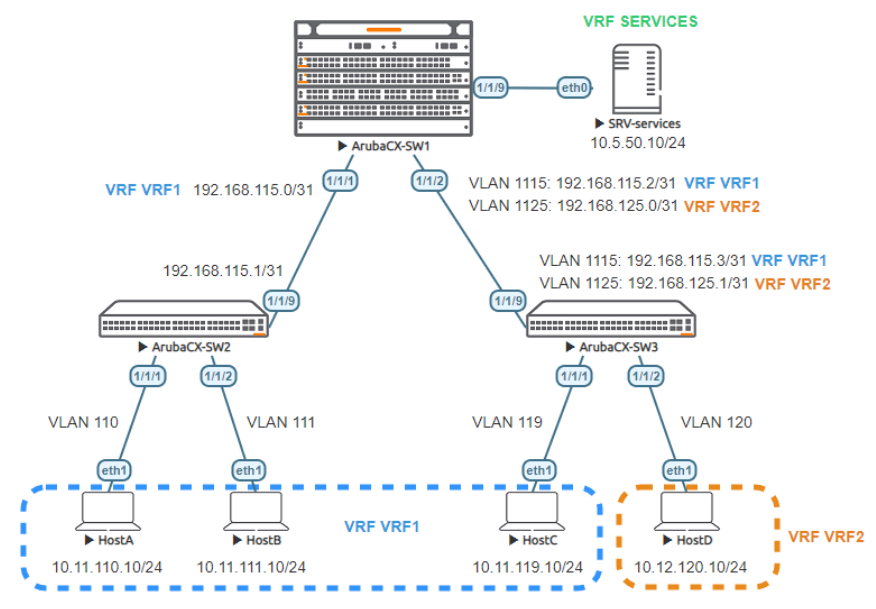 VRF SERVICES
1/1/9
eth0
▶ SRV-services
10.5.50.10/24
▶ ArubaCX-SW1
VRF VRF1 192.168.115.0/31
1/1/1
1/1/2
VLAN 1115: 192.168.115.2/31 VRF VRF1
VLAN 1125: 192.168.125.0/31 VRF VRF2
192.168.115.1/31
VLAN 1115: 192.168.115.3/31 VRF VRF1
VLAN 1125: 192.168.125.1/31 VRF VRF2
1/1/9
1/1/9
▶ ArubaCX-SW2
▶ ArubaCX-SW3
1/1/1
1/1/2
1/1/1
1/1/2
VLAN 110
VLAN 111
VLAN 119
VLAN 120
eth1
eth1
eth1
eth1
VRF VRF1
VRF VRF2
▶ HostA
▶ HostB
▶ HostC
▶ HostD
10.11.110.10/24
10.11.111.10/24
10.11.119.10/24
10.12.120.10/24